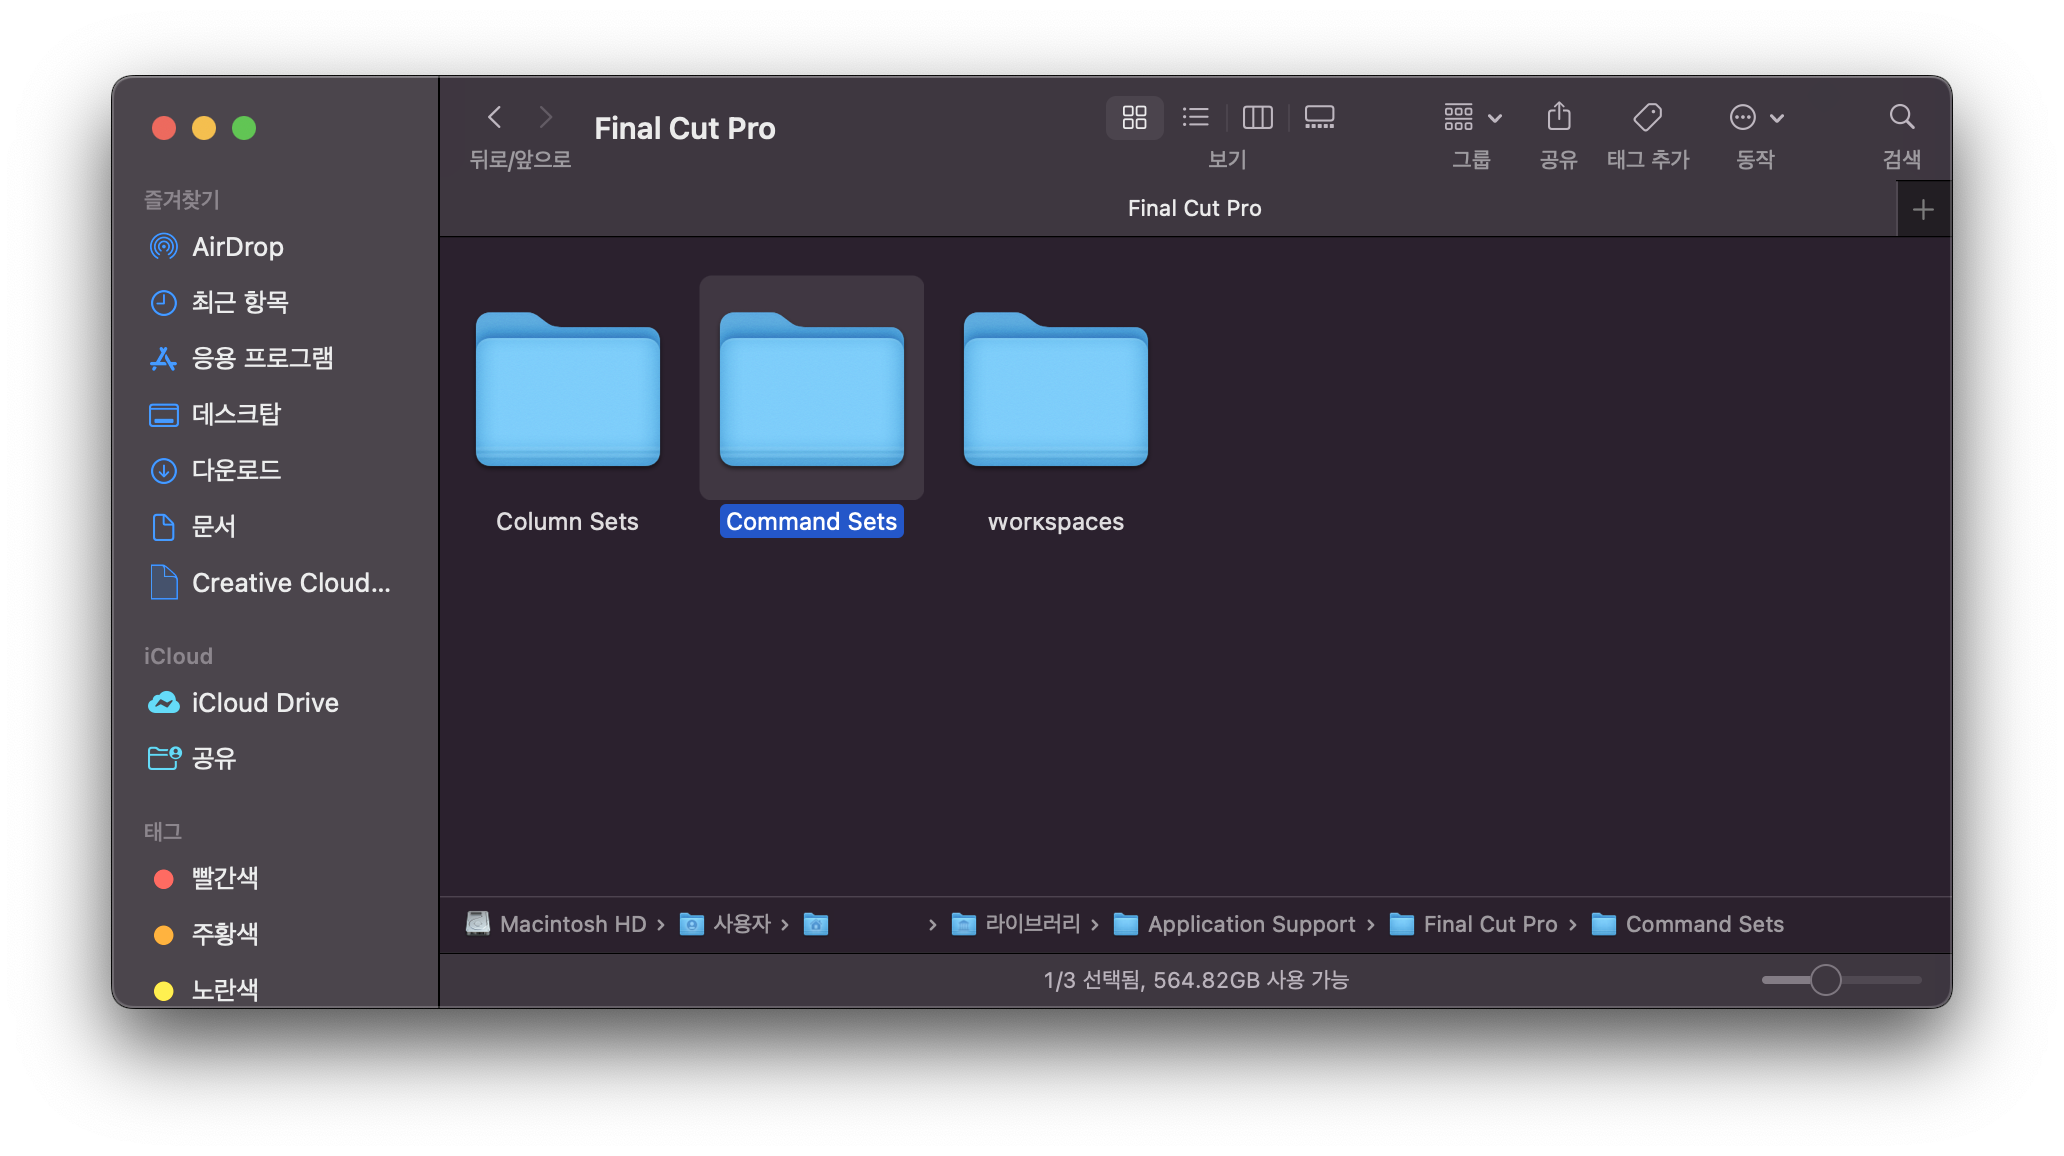 Final Cut Pro
뒤로/앞으로
보기
그룹
공유
태그 추가
동작
검색
Final Cut Pro
즐겨찾기
AirDrop
최근 항목
응용 프로그램
데스크탑
다운로드
문서
Creative Cloud...
iCloud
iCloud Drive
공유
태그
빨간색
주황색
노란색
Column Sets
Command Sets
workspaces
Macintosh HD › 사용자 › › 라이브러리 › Application Support › Final Cut Pro › Command Sets
1/3 선택됨, 564.82GB 사용 가능